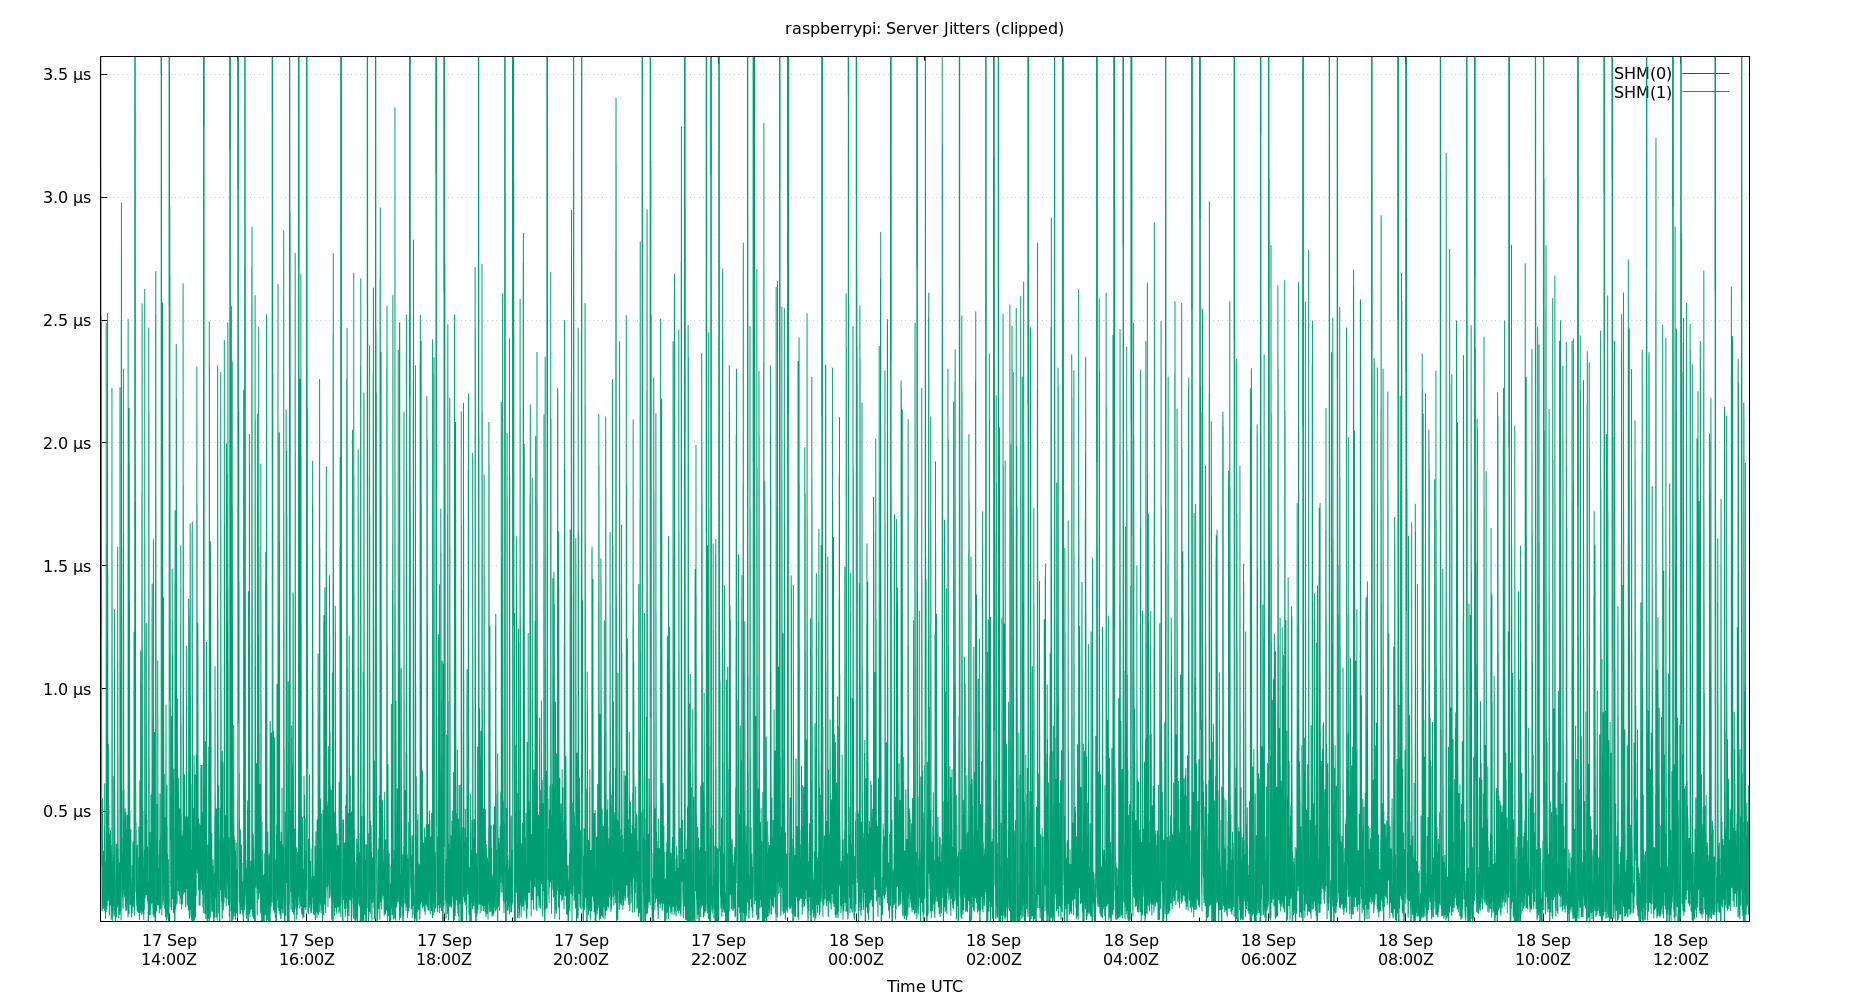 raspberrypi: Server Jitters (clipped)
3.5 µs
3.0 µs
2.5 µs
2.0 µs
1.5 µs
1.0 µs
0.5 µs
SHM(0)
SHM(1)
17 Sep 17 Sep 17 Sep 17 Sep 17 Sep 18 Sep 18 Sep 18 Sep 18 Sep 18 Sep 18 Sep 18 Sep
14:00Z 16:00Z 18:00Z 20:00Z 22:00Z 00:00Z 02:00Z 04:00Z 06:00Z 08:00Z 10:00Z 12:00Z
Time UTC